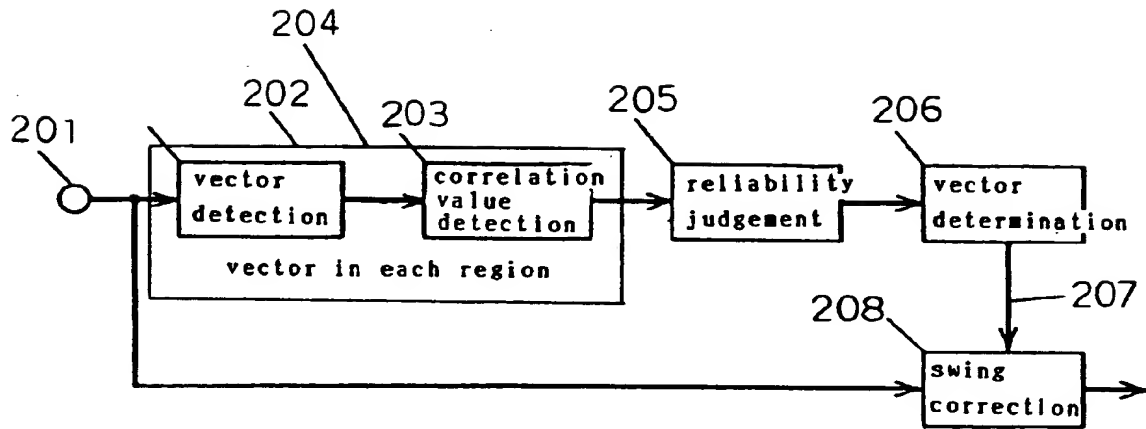 204
202
203
205
206
201
vector
detection
correlation
value
detection
reliability
judgement
vector
determination
vector in each region
207
208
swing
correction